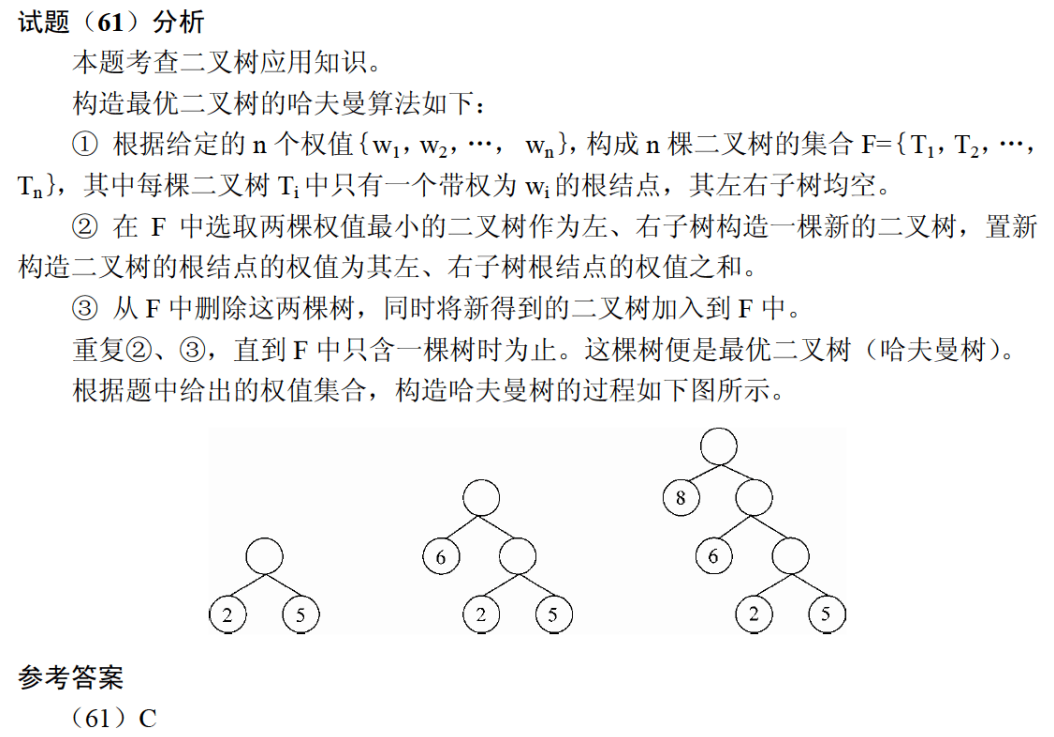 试题（61）分析
本题考查二叉树应用知识。
构造最优二叉树的哈夫曼算法如下：
① 根据给定的 n 个权值{w₁，w₂，…， wₙ}，构成 n 棵二叉树的集合 F={T₁，T₂，…，
Tₙ}，其中每棵二叉树 Tᵢ 中只有一个带权为 wᵢ 的根结点，其左右子树均空。
② 在 F 中选取两棵权值最小的二叉树作为左、右子树构造一棵新的二叉树，置新
构造二叉树的根结点的权值为其左、右子树根结点的权值之和。
③ 从 F 中删除这两棵树，同时将新得到的二叉树加入到 F 中。
重复②、③，直到 F 中只含一棵树时为止。这棵树便是最优二叉树（哈夫曼树）。
根据题中给出的权值集合，构造哈夫曼树的过程如下图所示。
8
6 6
2 5 2 5 2 5
参考答案
（61）C